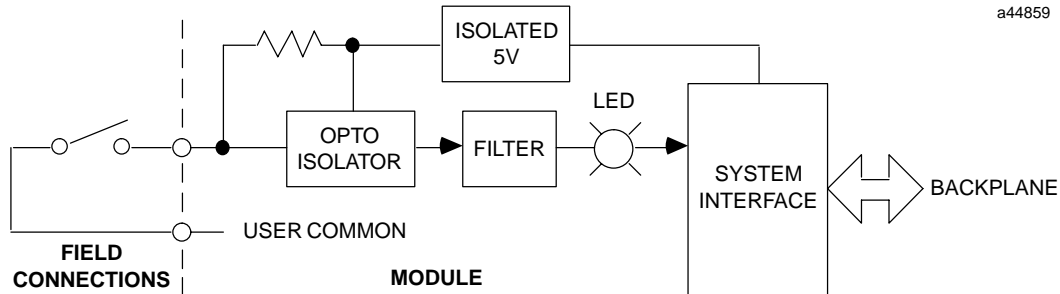 a44859
ISOLATED
5V
LED
OPTO
ISOLATOR
FILTER
SYSTEM
INTERFACE
BACKPLANE
USER COMMON
FIELD
CONNECTIONS
MODULE